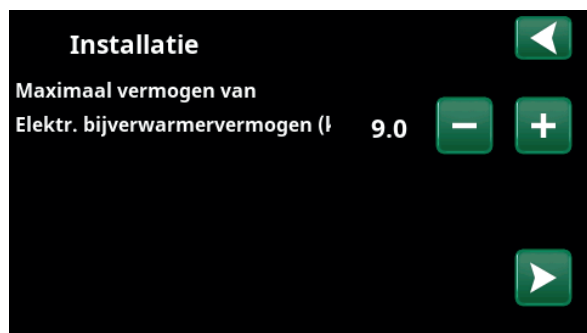 Installatie
Maximaal vermogen van
Elektr. bijverwarmervermogen (k
9.0